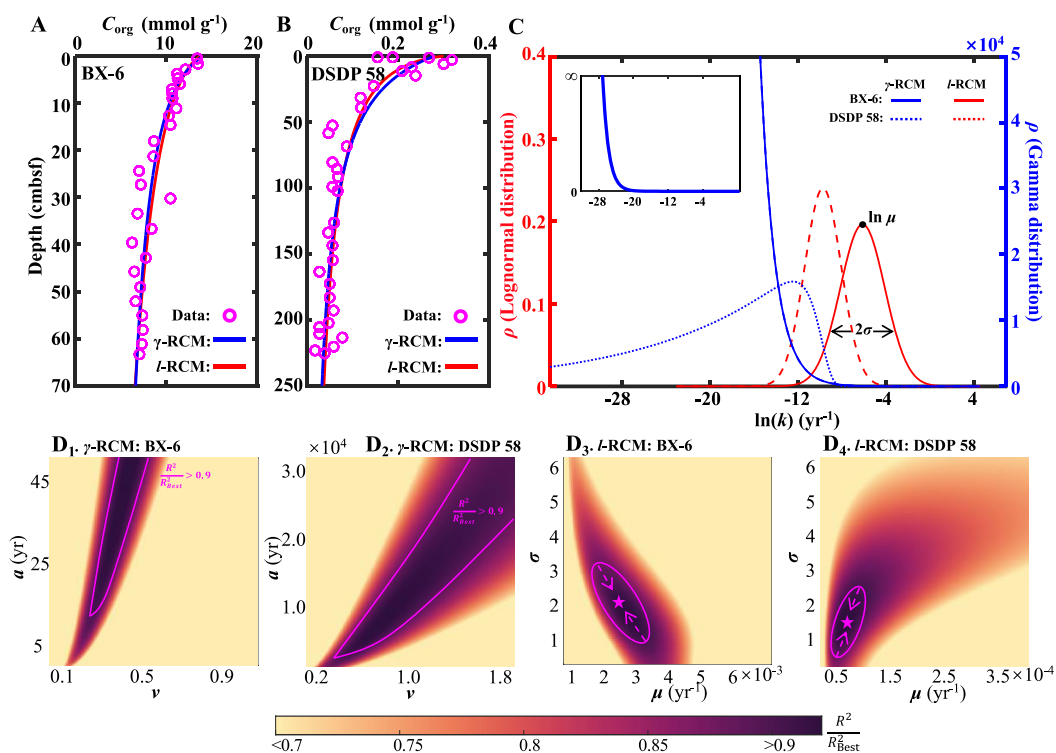 A
C_org (mmol g⁻¹)
0 10 20
BX-6
Depth (cmbsf)
0
10
20
30
40
50
60
70
Data:
γ-RCM:
l-RCM:
B
C_org (mmol g⁻¹)
0 0.2 0.4
DSDP 58
0
50
100
150
200
250
Data:
γ-RCM:
l-RCM:
C
×10⁴
ρ (Lognormal distribution)
0.4
0.3
0.2
0.1
0
∞
0
-28 -20 -12 -4
γ-RCM l-RCM
BX-6:
DSDP 58:
ln μ
2σ
5
4
3
2
1
0
ρ (Gamma distribution)
-28 -20 -12 -4 4
ln(k) (yr⁻¹)
D₁. γ-RCM: BX-6
R²/R²_Best > 0,9
a (yr)
45
25
5
0.1 0.5 1.0
ν
×10⁴ D₂. γ-RCM: DSDP 58
R²/R²_Best > 0,9
a (yr)
3.0
2.0
1.0
0.2 1.0 1.8
ν
D₃. l-RCM: BX-6
σ
6
5
4
3
2
1
1 2 3 4 6×10⁻³
μ (yr⁻¹)
D₄. l-RCM: DSDP 58
σ
6
5
4
3
2
1
0.5 1.5 2.5 3.5×10⁻⁴
μ (yr⁻¹)
<0.7 0.75 0.8 0.85 >0.9
R²/R²_Best